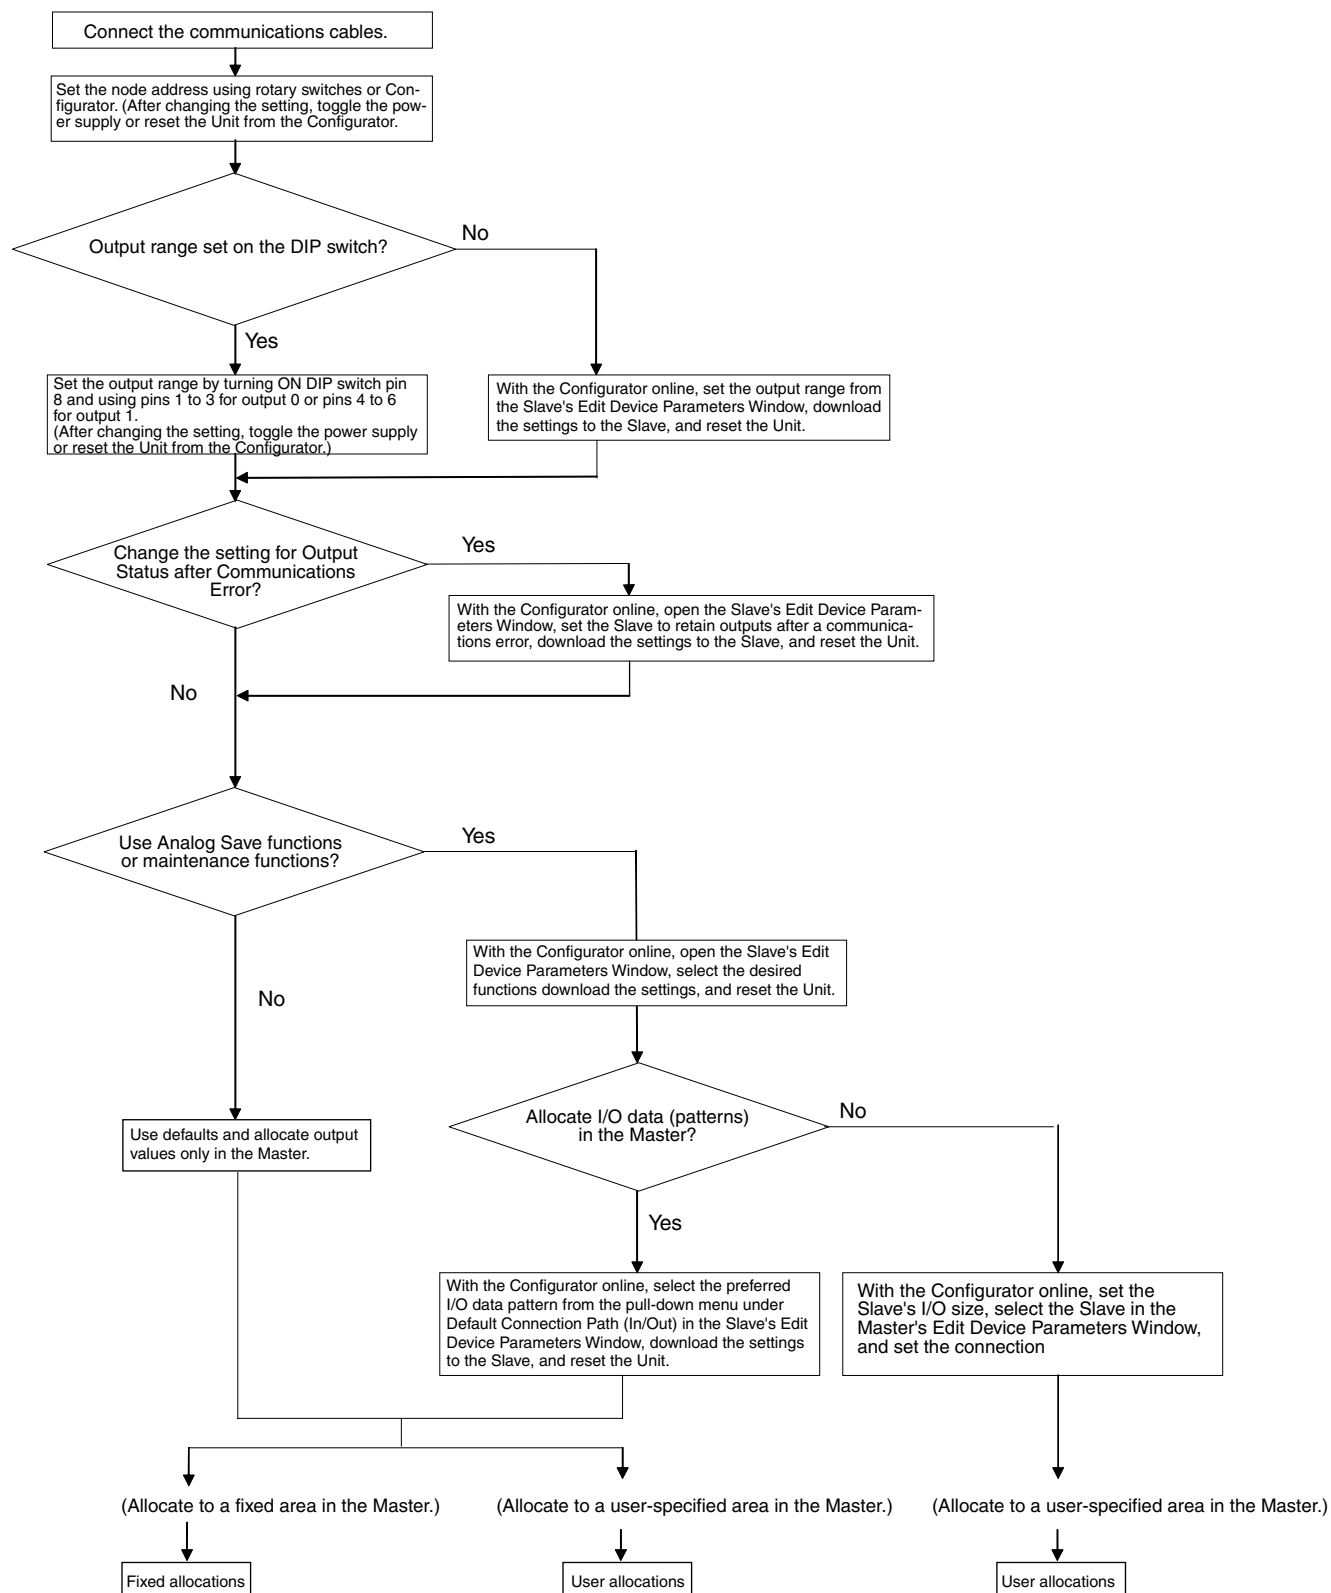 Connect the communications cables.
Set the node address using rotary switches or Con-
figurator. (After changing the setting, toggle the pow-
er supply or reset the Unit from the Configurator.
Output range set on the DIP switch?
No
Yes
Set the output range by turning ON DIP switch pin
8 and using pins 1 to 3 for output 0 or pins 4 to 6
for output 1.
(After changing the setting, toggle the power supply
or reset the Unit from the Configurator.)
With the Configurator online, set the output range from
the Slave's Edit Device Parameters Window, download
the settings to the Slave, and reset the Unit.
Change the setting for Output
Status after Communications
Error?
Yes
With the Configurator online, open the Slave's Edit Device Param-
eters Window, set the Slave to retain outputs after a communica-
tions error, download the settings to the Slave, and reset the Unit.
No
Use Analog Save functions
or maintenance functions?
Yes
With the Configurator online, open the Slave's Edit
Device Parameters Window, select the desired
functions download the settings, and reset the Unit.
No
Allocate I/O data (patterns)
in the Master?
No
Use defaults and allocate output
values only in the Master.
Yes
With the Configurator online, select the preferred
I/O data pattern from the pull-down menu under
Default Connection Path (In/Out) in the Slave's Edit
Device Parameters Window, download the settings
to the Slave, and reset the Unit.
With the Configurator online, set the
Slave's I/O size, select the Slave in the
Master's Edit Device Parameters Window,
and set the connection
(Allocate to a fixed area in the Master.)
(Allocate to a user-specified area in the Master.)
(Allocate to a user-specified area in the Master.)
Fixed allocations
User allocations
User allocations